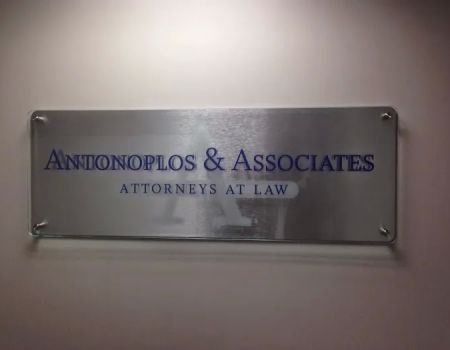 ANTONOPLOS & ASSOCIATES
ATTORNEYS AT LAW